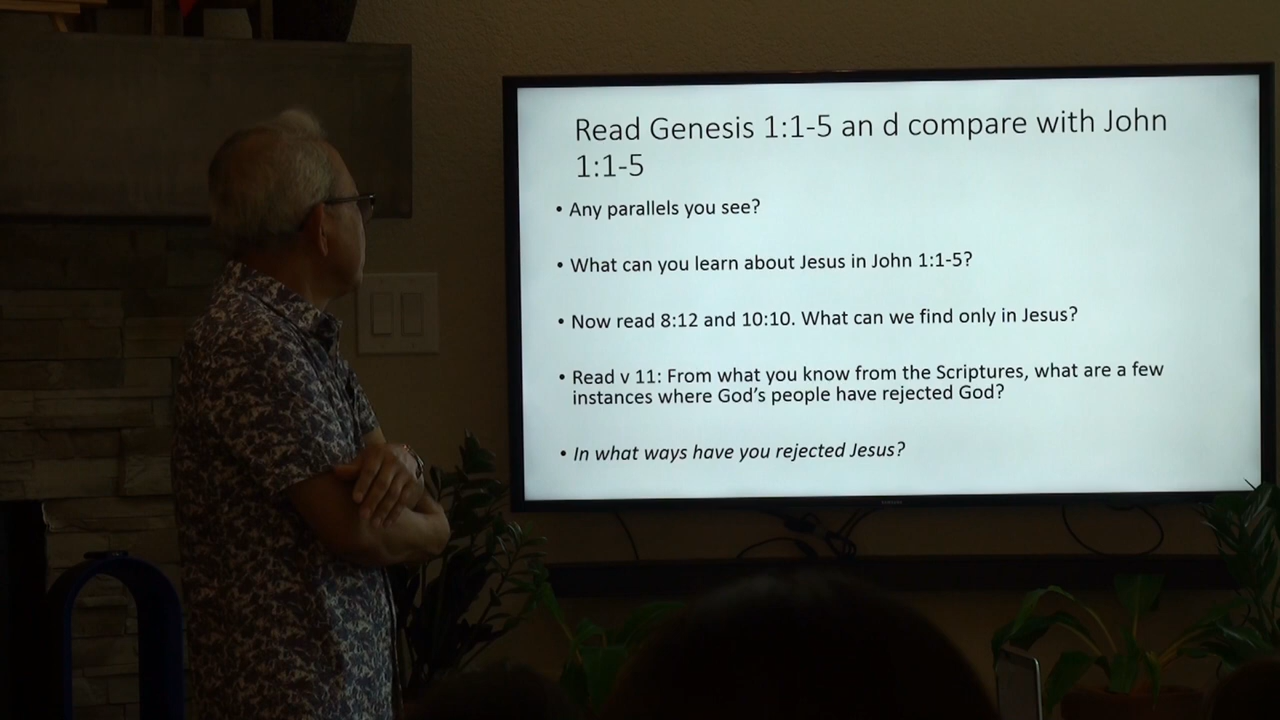 Read Genesis 1:1-5 an d compare with John
1:1-5
• Any parallels you see?
• What can you learn about Jesus in John 1:1-5?
• Now read 8:12 and 10:10. What can we find only in Jesus?
• Read v 11: From what you know from the Scriptures, what are a few
instances where God's people have rejected God?
• In what ways have you rejected Jesus?